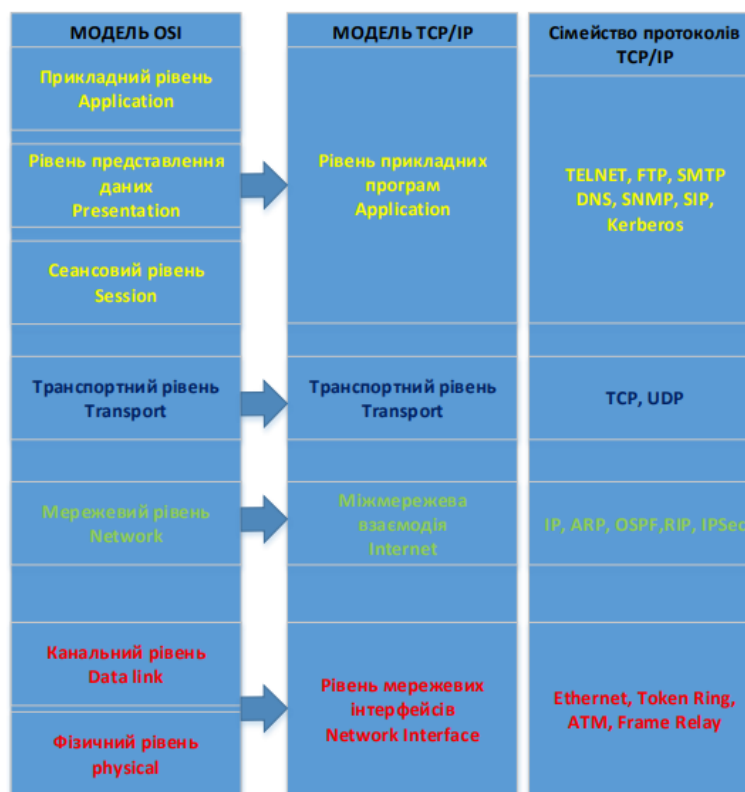 МОДЕЛЬ OSI
Прикладний рівень
Application
Рівень представлення
даних
Presentation
Сеансовий рівень
Session
Транспортний рівень
Transport
Мережевий рівень
Network
Канальний рівень
Data link
Фізичний рівень
physical
МОДЕЛЬ TCP/IP
Рівень прикладних
програм
Application
Транспортний рівень
Transport
Міжмережева
взаємодія
Internet
Рівень мережевих
інтерфейсів
Network Interface
Сімейство протоколів
TCP/IP
TELNET, FTP, SMTP
DNS, SNMP, SIP,
Kerberos
TCP, UDP
IP, ARP, OSPF,RIP, IPSec
Ethernet, Token Ring,
ATM, Frame Relay